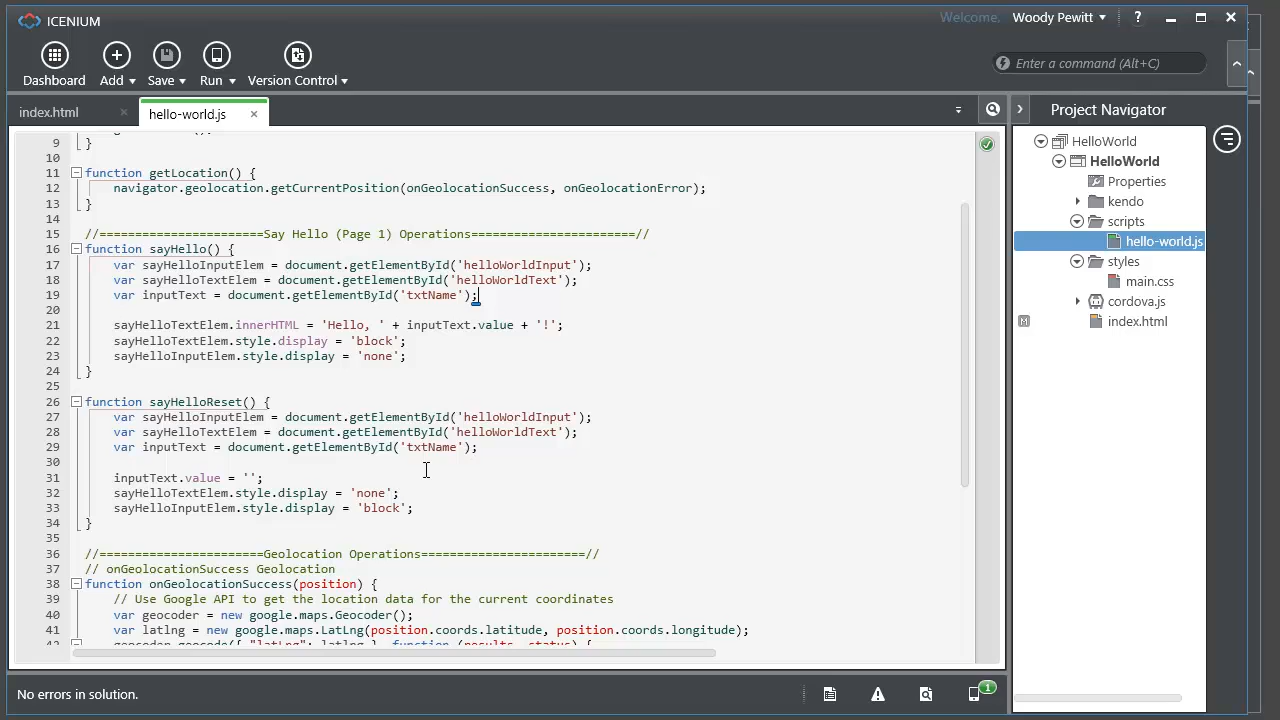 ICENIUM
Welcome, Woody Pewitt ?
Dashboard Add Save Run Version Control
Enter a command (Alt+C)
index.html × hello-world.js ×
Project Navigator
9 }
10
11 function getLocation() {
12 navigator.geolocation.getCurrentPosition(onGeolocationSuccess, onGeolocationError);
13 }
14
15 //=======================Say Hello (Page 1) Operations=======================//
16 function sayHello() {
17 var sayHelloInputElem = document.getElementById('helloWorldInput');
18 var sayHelloTextElem = document.getElementById('helloWorldText');
19 var inputText = document.getElementById('txtName');
20
21 sayHelloTextElem.innerHTML = 'Hello, ' + inputText.value + '!';
22 sayHelloTextElem.style.display = 'block';
23 sayHelloInputElem.style.display = 'none';
24 }
25
26 function sayHelloReset() {
27 var sayHelloInputElem = document.getElementById('helloWorldInput');
28 var sayHelloTextElem = document.getElementById('helloWorldText');
29 var inputText = document.getElementById('txtName');
30
31 inputText.value = '';
32 sayHelloTextElem.style.display = 'none';
33 sayHelloInputElem.style.display = 'block';
34 }
35
36 //=======================Geolocation Operations=======================//
37 // onGeolocationSuccess Geolocation
38 function onGeolocationSuccess(position) {
39 // Use Google API to get the location data for the current coordinates
40 var geocoder = new google.maps.Geocoder();
41 var latlng = new google.maps.LatLng(position.coords.latitude, position.coords.longitude);
HelloWorld
HelloWorld
Properties
kendo
scripts
hello-world.js
styles
main.css
cordova.js
M index.html
No errors in solution.
1